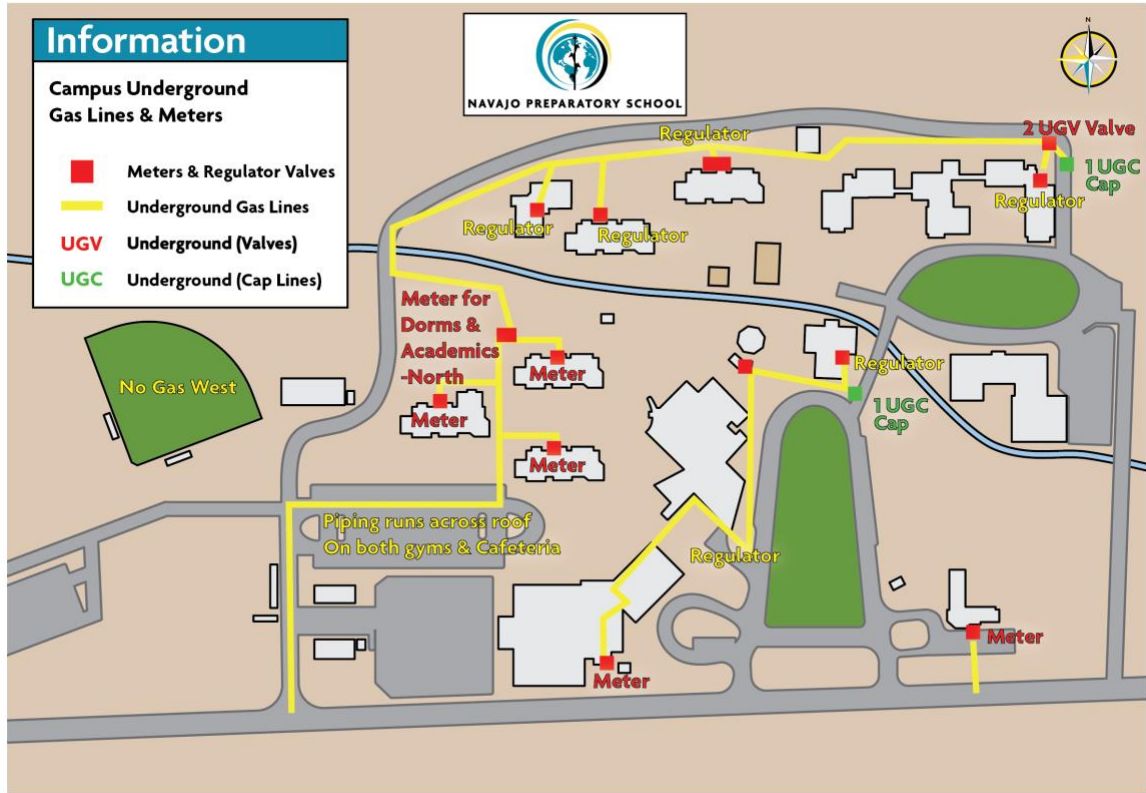 Information
Campus Underground
Gas Lines & Meters
Meters & Regulator Valves
Underground Gas Lines
UGV Underground (Valves)
UGC Underground (Cap Lines)
NAVAJO PREPARATORY SCHOOL
N
Regulator
2 UGV Valve
1 UGC
Cap
Regulator
Regulator
Regulator
Meter for
Dorms &
Academics
-North
Meter
Meter
Meter
No Gas West
Regulator
1 UGC
Cap
Piping runs across roof
On both gyms & Cafeteria
Regulator
Meter
Meter